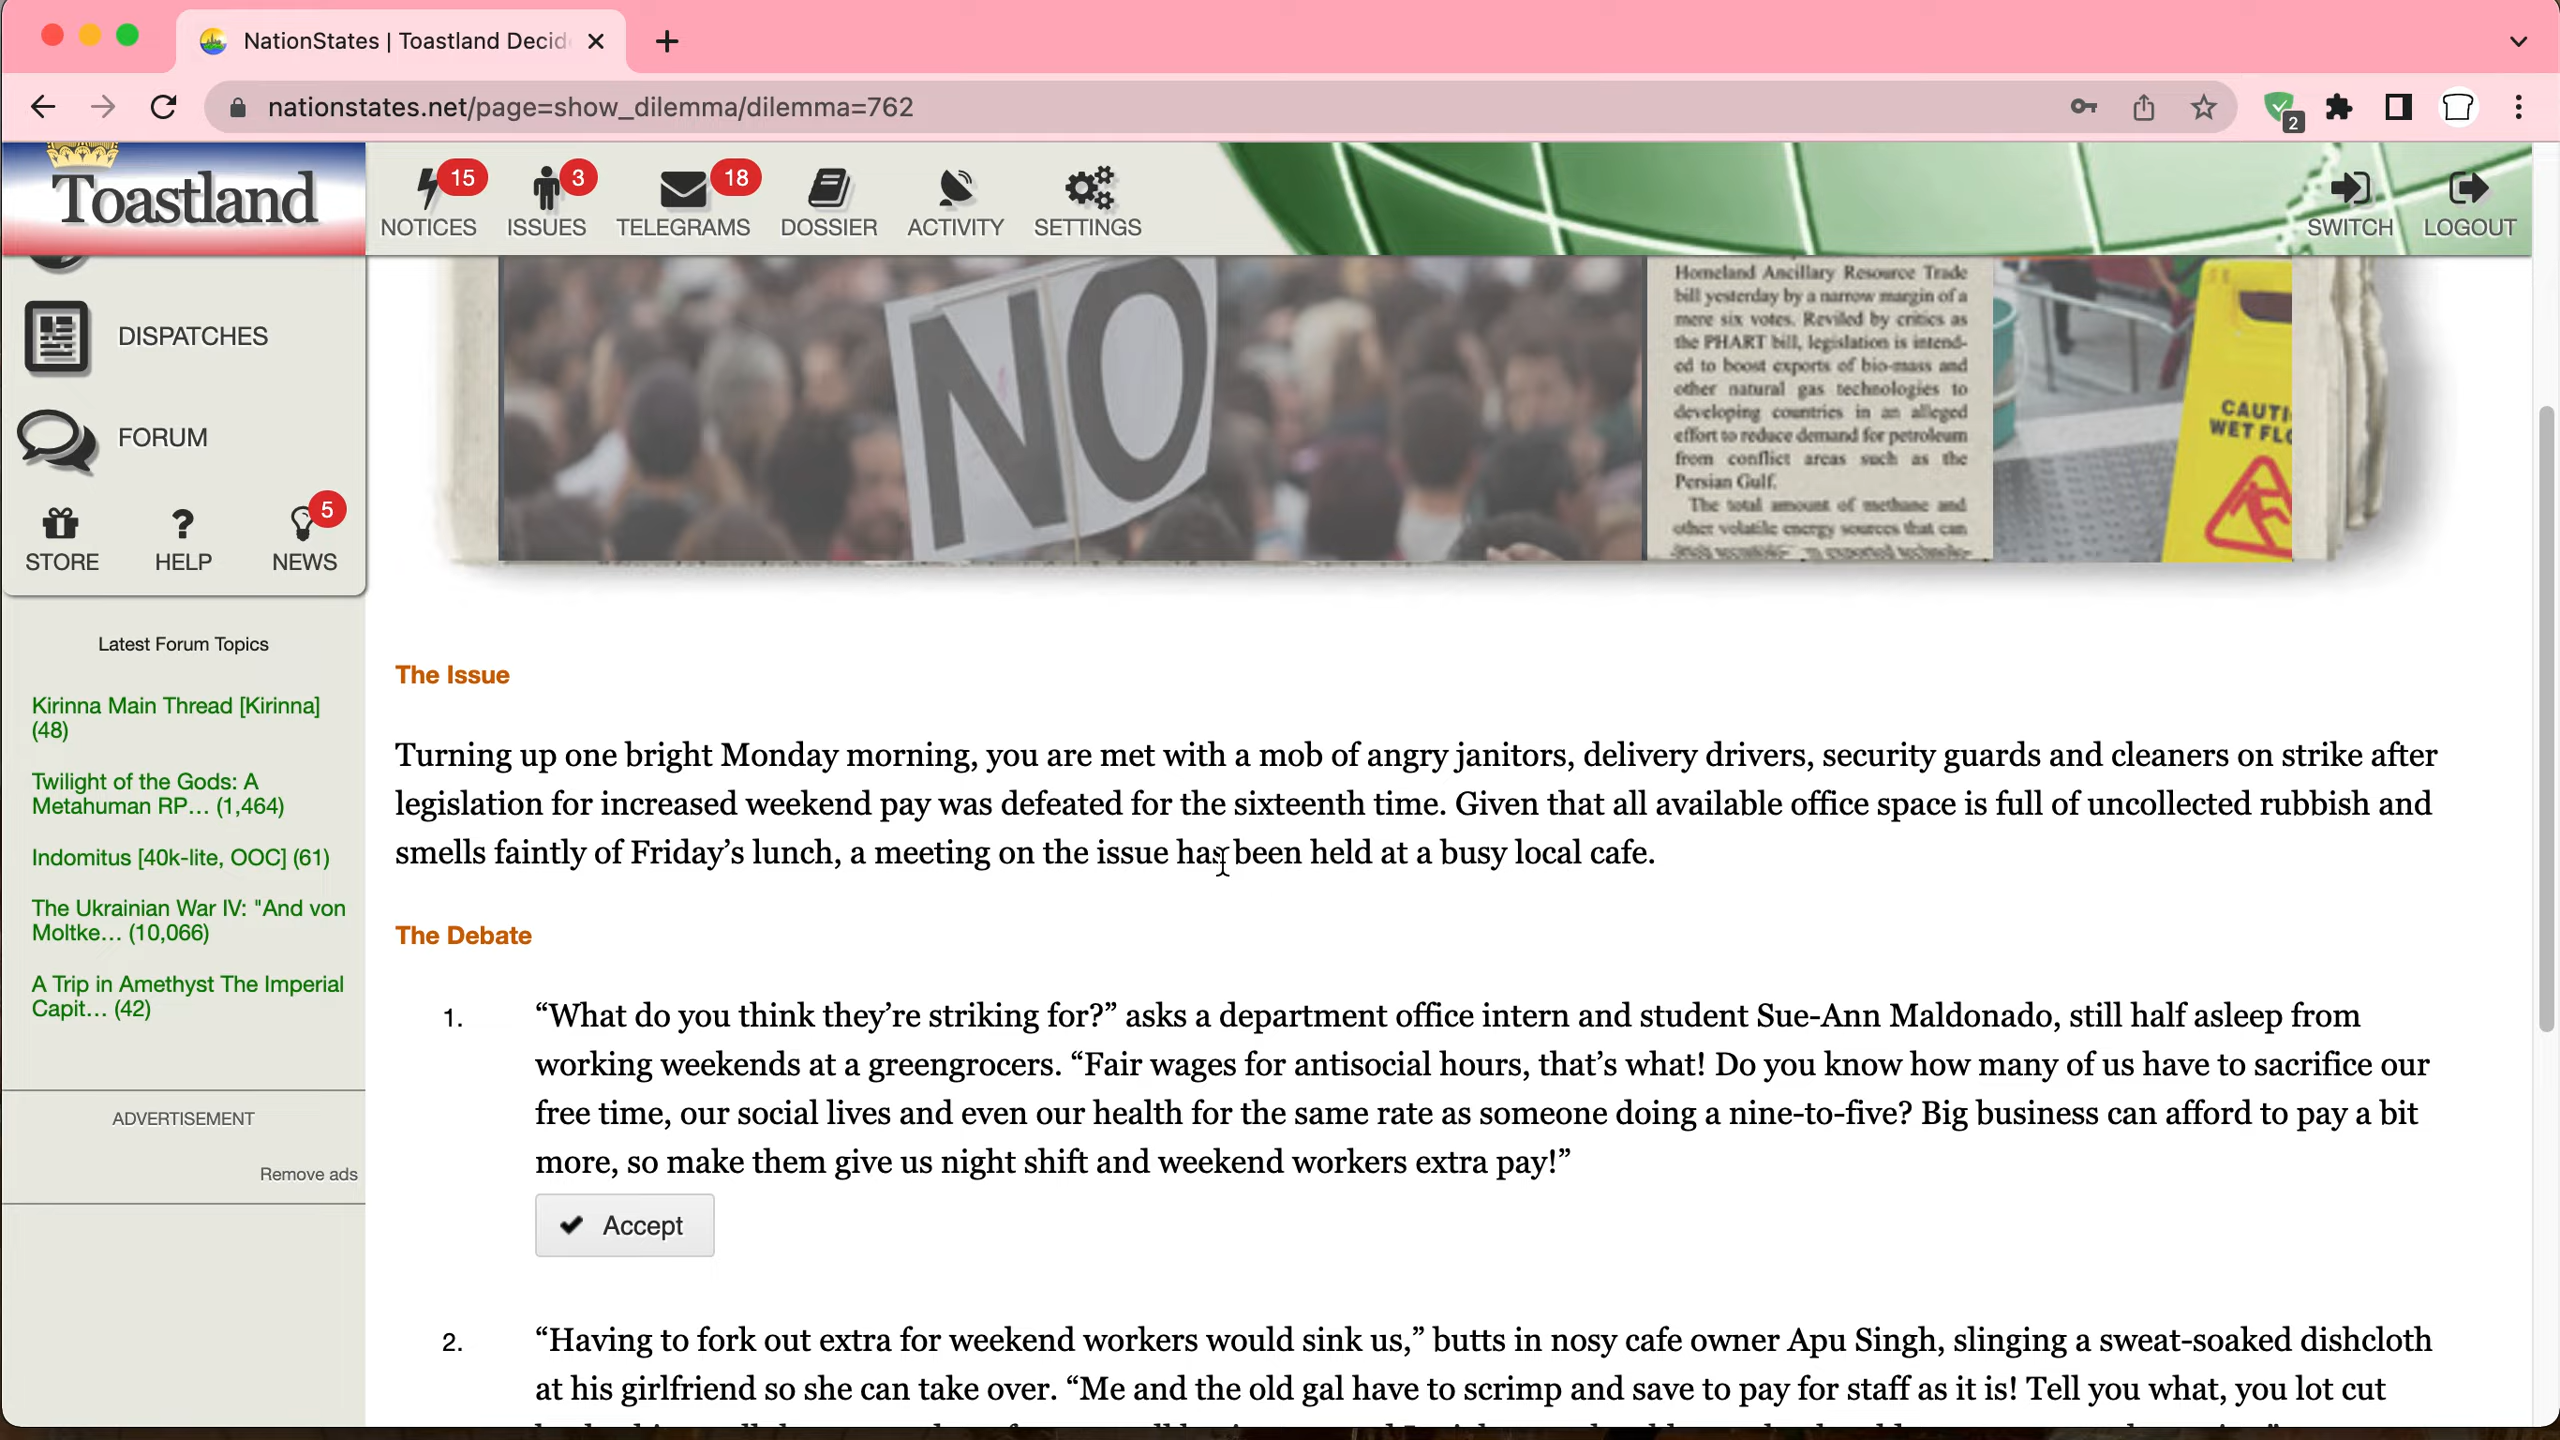 NationStates | Toastland Decid
nationstates.net/page=show_dilemma/dilemma=762
2
Toastland
15
3
18
NOTICES
ISSUES
TELEGRAMS
DOSSIER
ACTIVITY
SETTINGS
SWITCH
LOGOUT
DISPATCHES
FORUM
5
STORE
HELP
NEWS
Latest Forum Topics
Kirinna Main Thread [Kirinna]
(48)
Twilight of the Gods: A
Metahuman RP... (1,464)
Indomitus [40k-lite, OOC] (61)
The Ukrainian War IV: "And von
Moltke... (10,066)
A Trip in Amethyst The Imperial
Capit... (42)
ADVERTISEMENT
Remove ads
NO
Homeland Ancillary Resource Trade
bill yesterday by a narrow margin of a
mere six votes. Reviled by critics as
the PHART bill, legislation is intend-
ed to boost exports of bio-mass and
other natural gas technologies to
developing countries in an alleged
effort to reduce demand for petroleum
from conflict areas such as the
Persian Gulf.
The total amount of methane and
other volatile energy sources that can
CAUTI
WET FLO
The Issue
Turning up one bright Monday morning, you are met with a mob of angry janitors, delivery drivers, security guards and cleaners on strike after
legislation for increased weekend pay was defeated for the sixteenth time. Given that all available office space is full of uncollected rubbish and
smells faintly of Friday’s lunch, a meeting on the issue has been held at a busy local cafe.
The Debate
1.
“What do you think they’re striking for?” asks a department office intern and student Sue-Ann Maldonado, still half asleep from
working weekends at a greengrocers. “Fair wages for antisocial hours, that’s what! Do you know how many of us have to sacrifice our
free time, our social lives and even our health for the same rate as someone doing a nine-to-five? Big business can afford to pay a bit
more, so make them give us night shift and weekend workers extra pay!”
Accept
2.
“Having to fork out extra for weekend workers would sink us,” butts in nosy cafe owner Apu Singh, slinging a sweat-soaked dishcloth
at his girlfriend so she can take over. “Me and the old gal have to scrimp and save to pay for staff as it is! Tell you what, you lot cut